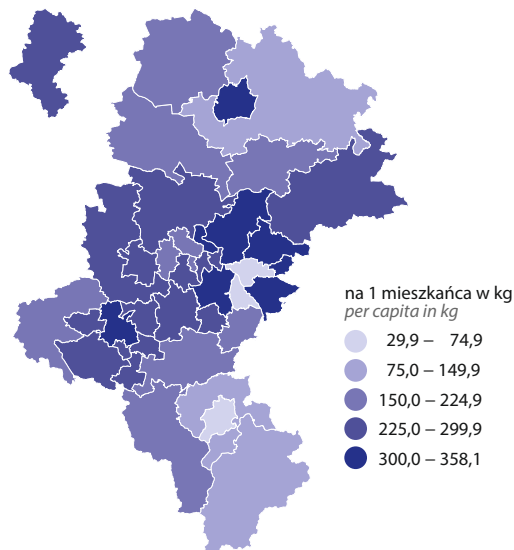 na 1 mieszkańca w kg
per capita in kg
29,9 – 74,9
75,0 – 149,9
150,0 – 224,9
225,0 – 299,9
300,0 – 358,1